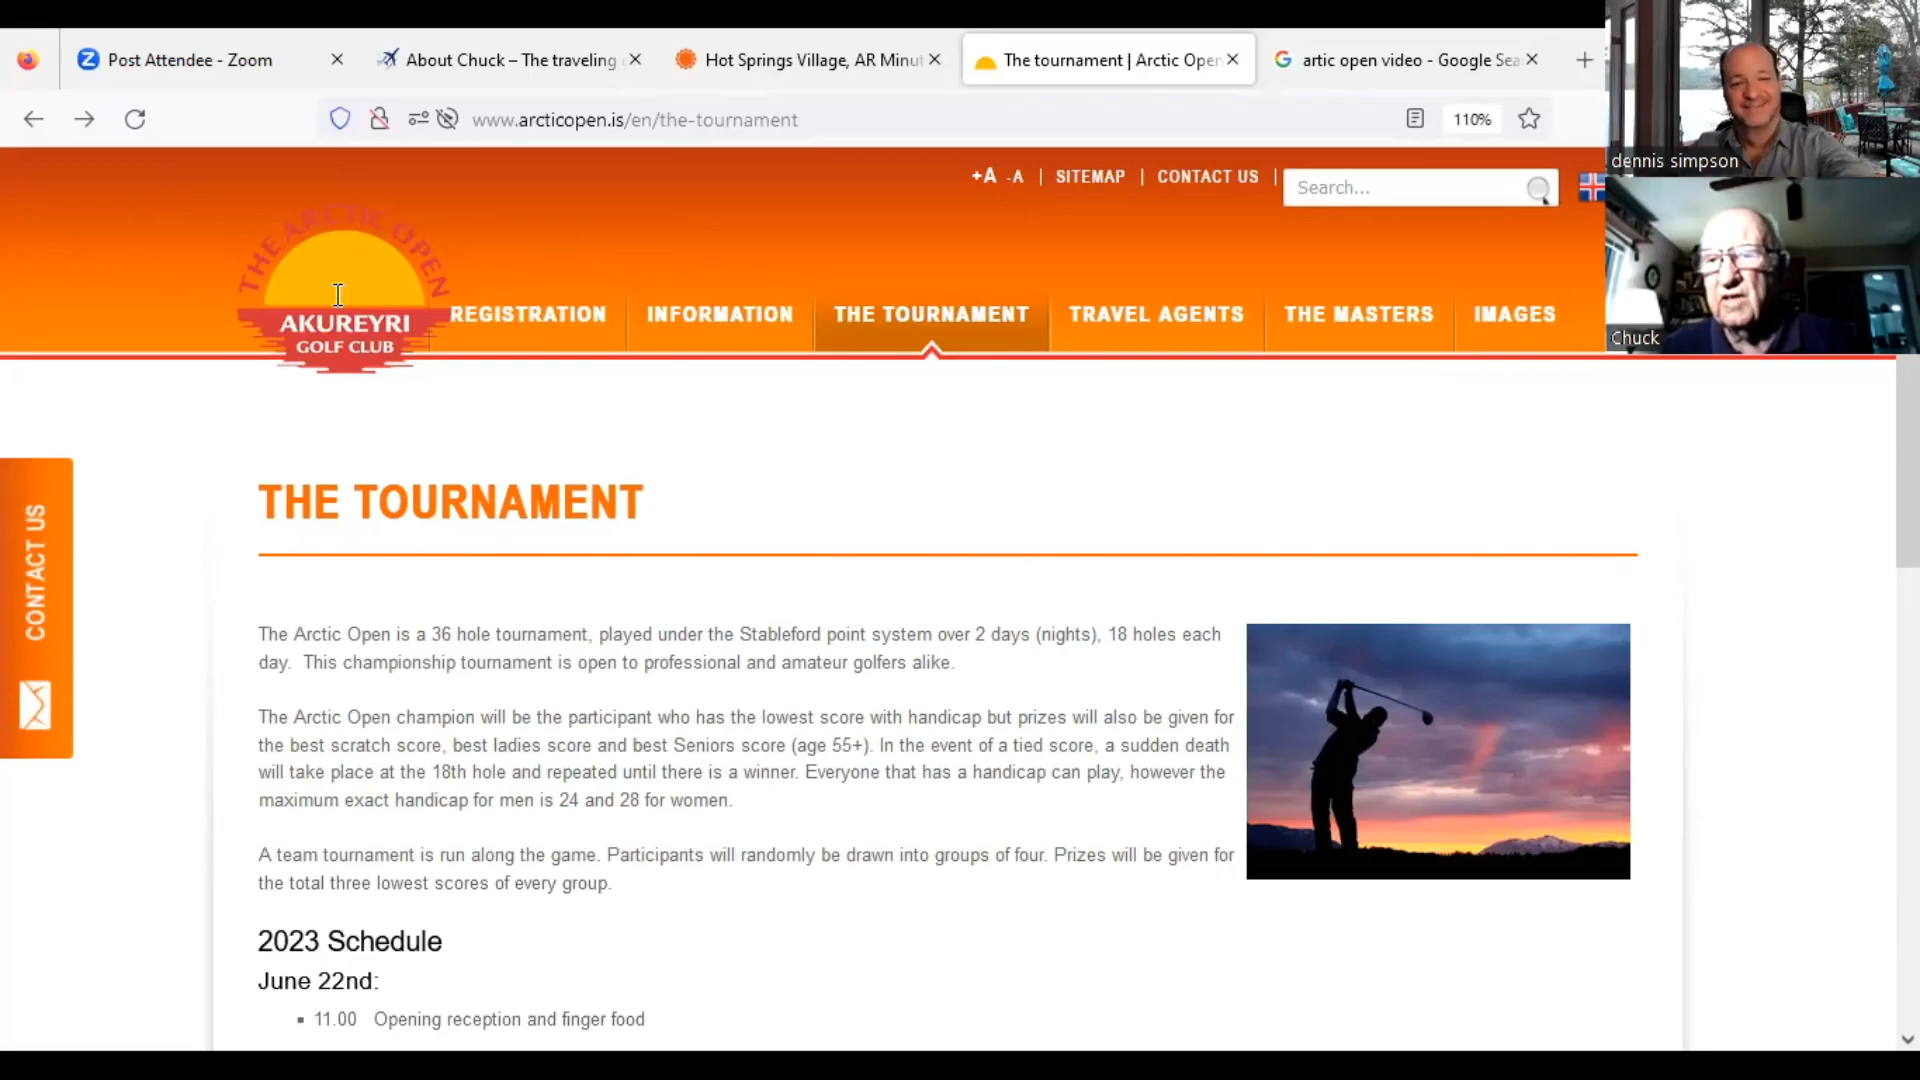 Post Attendee - Zoom
About Chuck – The traveling
Hot Springs Village, AR Minut
The tournament | Arctic Open
artic open video - Google Sea
www.arcticopen.is/en/the-tournament
110%
+A -A | SITEMAP | CONTACT US |
Search...
dennis simpson
Chuck
THE ARCTIC OPEN
AKUREYRI
GOLF CLUB
REGISTRATION
INFORMATION
THE TOURNAMENT
TRAVEL AGENTS
THE MASTERS
IMAGES
CONTACT US
THE TOURNAMENT
The Arctic Open is a 36 hole tournament, played under the Stableford point system over 2 days (nights), 18 holes each
day. This championship tournament is open to professional and amateur golfers alike.
The Arctic Open champion will be the participant who has the lowest score with handicap but prizes will also be given for
the best scratch score, best ladies score and best Seniors score (age 55+). In the event of a tied score, a sudden death
will take place at the 18th hole and repeated until there is a winner. Everyone that has a handicap can play, however the
maximum exact handicap for men is 24 and 28 for women.
A team tournament is run along the game. Participants will randomly be drawn into groups of four. Prizes will be given for
the total three lowest scores of every group.
2023 Schedule
June 22nd:
11.00 Opening reception and finger food